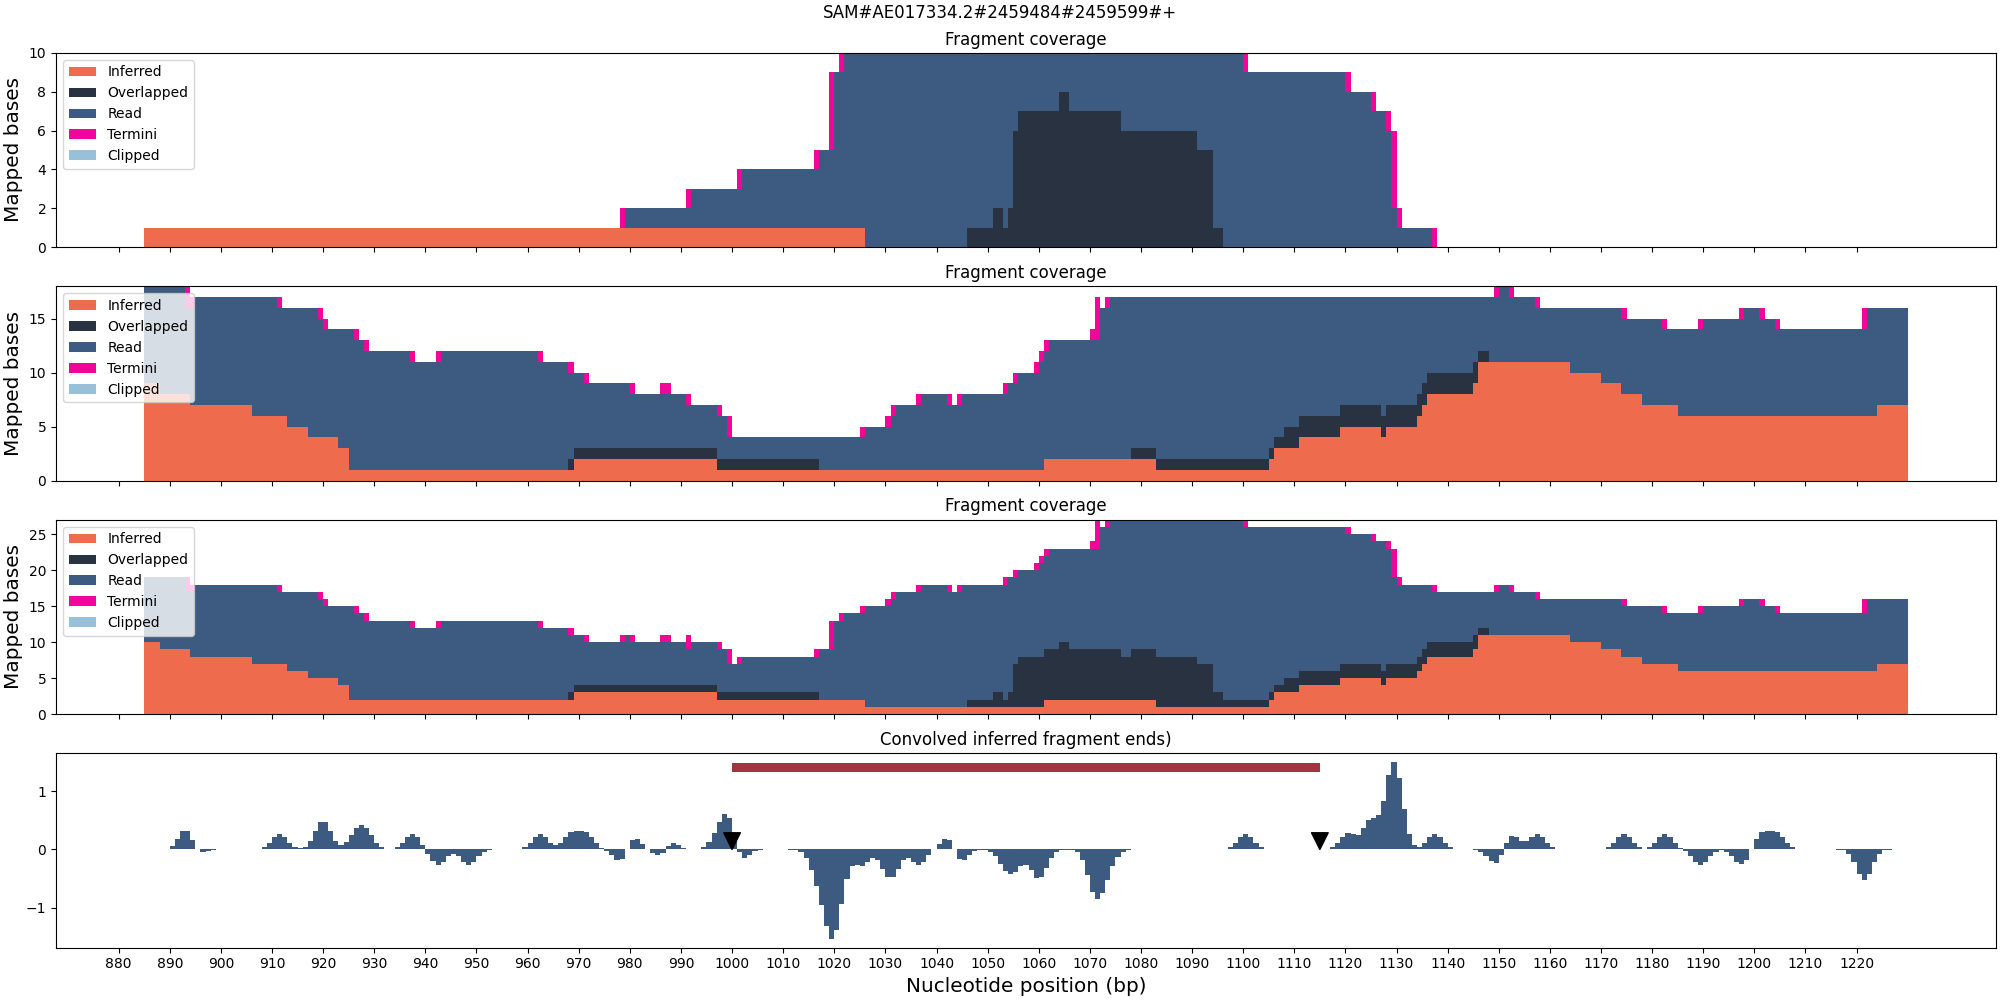 SAM#AE017334.2#2459484#2459599#+
Fragment coverage
Mapped bases
10
8
6
4
2
0
Inferred
Overlapped
Read
Termini
Clipped
Fragment coverage
Mapped bases
15
10
5
0
Inferred
Overlapped
Read
Termini
Clipped
Fragment coverage
Mapped bases
25
20
15
10
5
0
Inferred
Overlapped
Read
Termini
Clipped
Convolved inferred fragment ends)
1
0
−1
880 890 900 910 920 930 940 950 960 970 980 990 1000 1010 1020 1030 1040 1050 1060 1070 1080 1090 1100 1110 1120 1130 1140 1150 1160 1170 1180 1190 1200 1210 1220
Nucleotide position (bp)